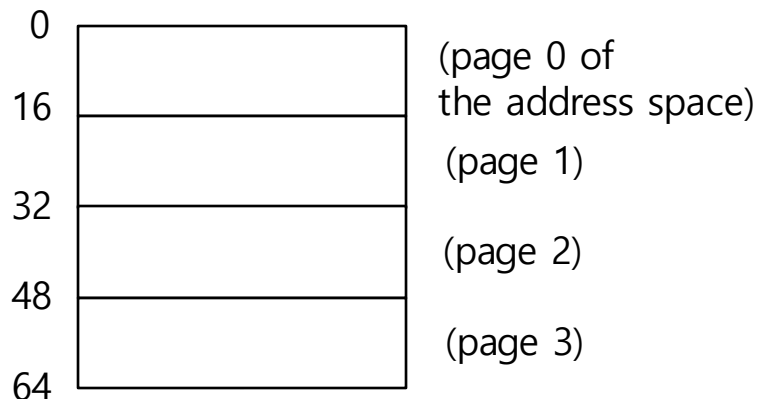 0
(page 0 of
the address space)
16
(page 1)
32
(page 2)
48
(page 3)
64